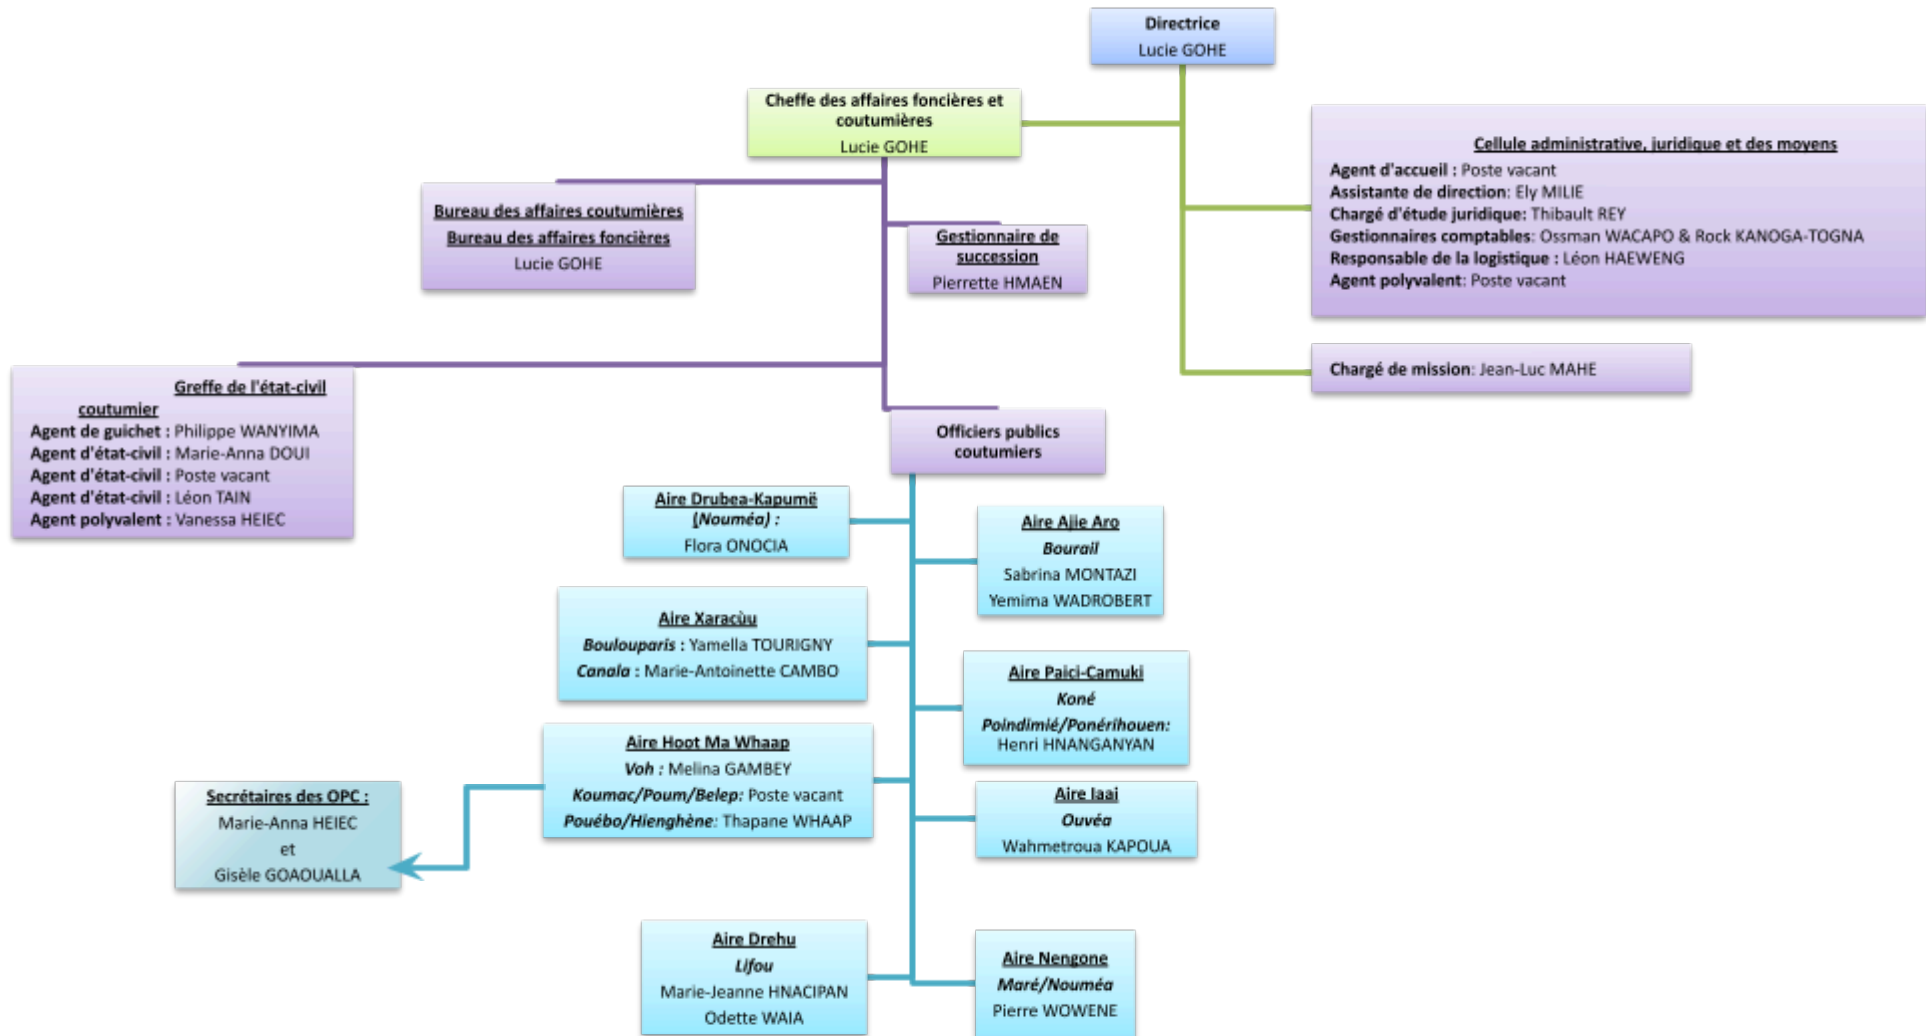 Directrice
Lucie GOHE
Cheffe des affaires foncières et
coutumières
Lucie GOHE
Cellule administrative, juridique et des moyens
Agent d'accueil : Poste vacant
Assistante de direction: Ely MILIE
Chargé d'étude juridique: Thibault REY
Gestionnaires comptables: Ossman WACAPO & Rock KANOGA-TOGNA
Responsable de la logistique : Léon HAEWENG
Agent polyvalent: Poste vacant
Bureau des affaires coutumières
Bureau des affaires foncières
Lucie GOHE
Gestionnaire de
succession
Pierrette HMAEN
Chargé de mission: Jean-Luc MAHE
Greffe de l'état-civil
coutumier
Agent de guichet : Philippe WANYIMA
Agent d'état-civil : Marie-Anna DOUI
Agent d'état-civil : Poste vacant
Agent d'état-civil : Léon TAIN
Agent polyvalent : Vanessa HEIEC
Officiers publics
coutumiers
Aire Drubea-Kapumë
(Nouméa) :
Flora ONOCIA
Aire Ajie Aro
Bourail
Sabrina MONTAZI
Yemima WADROBERT
Aire Xaracùu
Boulouparis : Yamella TOURIGNY
Canala : Marie-Antoinette CAMBO
Aire Paici-Camuki
Koné
Poindimié/Ponérihouen:
Henri HNANGANYAN
Aire Hoot Ma Whaap
Voh : Melina GAMBEY
Koumac/Poum/Belep: Poste vacant
Pouébo/Hienghène: Thapane WHAAP
Secrétaires des OPC :
Marie-Anna HEIEC
et
Gisèle GOAOUALLA
Aire Iaai
Ouvéa
Wahmetroua KAPOUA
Aire Drehu
Lifou
Marie-Jeanne HNACIPAN
Odette WAIA
Aire Nengone
Maré/Nouméa
Pierre WOWENE